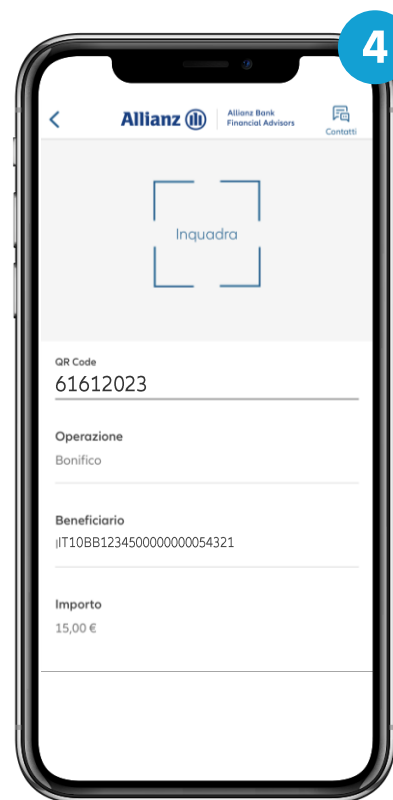 4
Allianz
Allianz Bank
Financial Advisors
Contatti
Inquadra
QR Code
61612023
Operazione
Bonifico
Beneficiario
IT10BB1234500000000054321
Importo
15,00 €